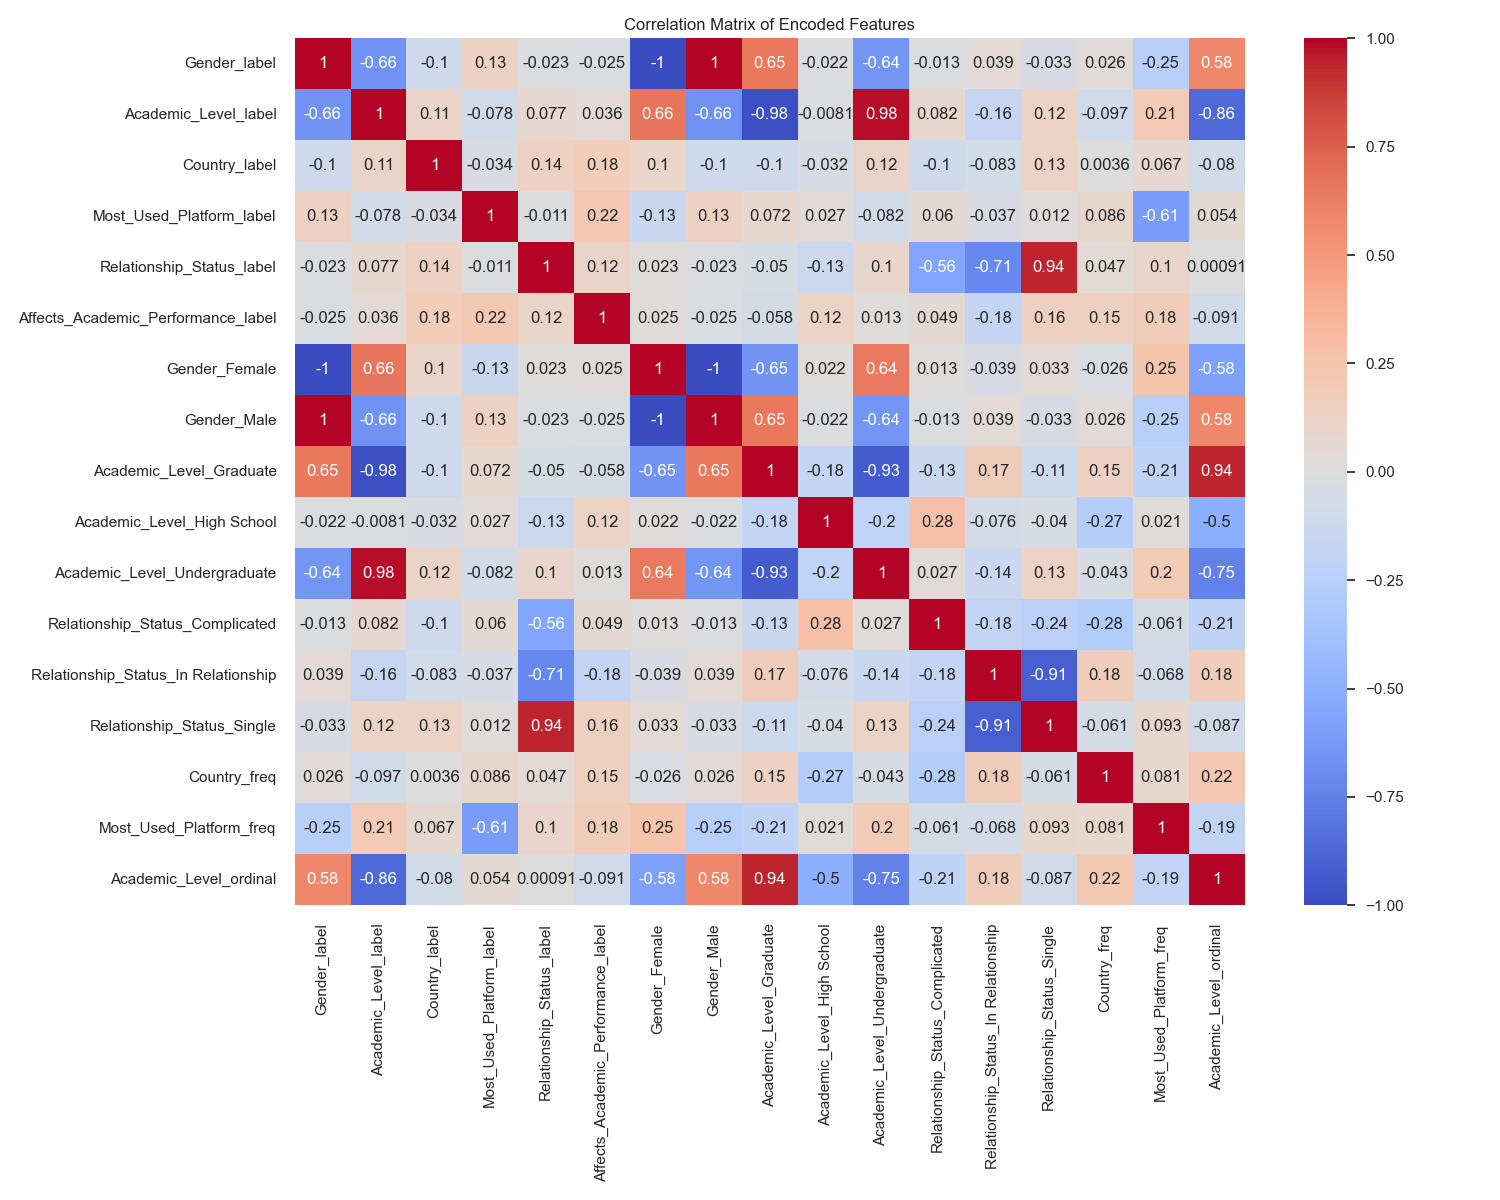 Correlation Matrix of Encoded Features
Gender_label 1 -0.66 -0.1 0.13 -0.023 -0.025 -1 1 0.65 -0.022 -0.64 -0.013 0.039 -0.033 0.026 -0.25 0.58
Academic_Level_label -0.66 1 0.11 -0.078 0.077 0.036 0.66 -0.66 -0.98 -0.0081 0.98 0.082 -0.16 0.12 -0.097 0.21 -0.86
Country_label -0.1 0.11 1 -0.034 0.14 0.18 0.1 -0.1 -0.1 -0.032 0.12 -0.1 -0.083 0.13 0.0036 0.067 -0.08
Most_Used_Platform_label 0.13 -0.078 -0.034 1 -0.011 0.22 -0.13 0.13 0.072 0.027 -0.082 0.06 -0.037 0.012 0.086 -0.61 0.054
Relationship_Status_label -0.023 0.077 0.14 -0.011 1 0.12 0.023 -0.023 -0.05 -0.13 0.1 -0.56 -0.71 0.94 0.047 0.1 0.00091
Affects_Academic_Performance_label -0.025 0.036 0.18 0.22 0.12 1 0.025 -0.025 -0.058 0.12 0.013 0.049 -0.18 0.16 0.15 0.18 -0.091
Gender_Female -1 0.66 0.1 -0.13 0.023 0.025 1 -1 -0.65 0.022 0.64 0.013 -0.039 0.033 -0.026 0.25 -0.58
Gender_Male 1 -0.66 -0.1 0.13 -0.023 -0.025 -1 1 0.65 -0.022 -0.64 -0.013 0.039 -0.033 0.026 -0.25 0.58
Academic_Level_Graduate 0.65 -0.98 -0.1 0.072 -0.05 -0.058 -0.65 0.65 1 -0.18 -0.93 -0.13 0.17 -0.11 0.15 -0.21 0.94
Academic_Level_High School -0.022 -0.0081 -0.032 0.027 -0.13 0.12 0.022 -0.022 -0.18 1 -0.2 0.28 -0.076 -0.04 -0.27 0.021 -0.5
Academic_Level_Undergraduate -0.64 0.98 0.12 -0.082 0.1 0.013 0.64 -0.64 -0.93 -0.2 1 0.027 -0.14 0.13 -0.043 0.2 -0.75
Relationship_Status_Complicated -0.013 0.082 -0.1 0.06 -0.56 0.049 0.013 -0.013 -0.13 0.28 0.027 1 -0.18 -0.24 -0.28 -0.061 -0.21
Relationship_Status_In Relationship 0.039 -0.16 -0.083 -0.037 -0.71 -0.18 -0.039 0.039 0.17 -0.076 -0.14 -0.18 1 -0.91 0.18 -0.068 0.18
Relationship_Status_Single -0.033 0.12 0.13 0.012 0.94 0.16 0.033 -0.033 -0.11 -0.04 0.13 -0.24 -0.91 1 -0.061 0.093 -0.087
Country_freq 0.026 -0.097 0.0036 0.086 0.047 0.15 -0.026 0.026 0.15 -0.27 -0.043 -0.28 0.18 -0.061 1 0.081 0.22
Most_Used_Platform_freq -0.25 0.21 0.067 -0.61 0.1 0.18 0.25 -0.25 -0.21 0.021 0.2 -0.061 -0.068 0.093 0.081 1 -0.19
Academic_Level_ordinal 0.58 -0.86 -0.08 0.054 0.00091 -0.091 -0.58 0.58 0.94 -0.5 -0.75 -0.21 0.18 -0.087 0.22 -0.19 1
Gender_label
Academic_Level_label
Country_label
Most_Used_Platform_label
Relationship_Status_label
Affects_Academic_Performance_label
Gender_Female
Gender_Male
Academic_Level_Graduate
Academic_Level_High School
Academic_Level_Undergraduate
Relationship_Status_Complicated
Relationship_Status_In Relationship
Relationship_Status_Single
Country_freq
Most_Used_Platform_freq
Academic_Level_ordinal
1.00
0.75
0.50
0.25
0.00
−0.25
−0.50
−0.75
−1.00